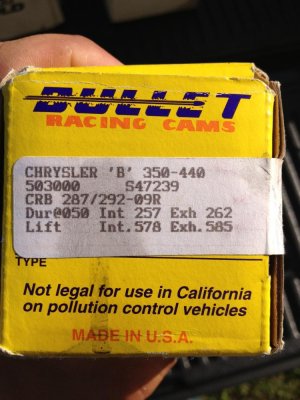 BULLET
RACING CAMS
CHRYSLER 'B' 350-440
503000 S47239
CRB 287/292-09R
Dur@050 Int 257 Exh 262
Lift Int.578 Exh.585
TYPE
Not legal for use in California
on pollution control vehicles
MADE IN U.S.A.